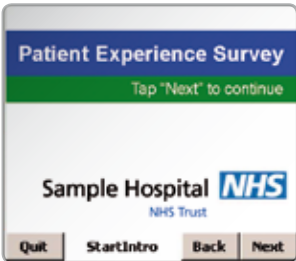 Patient Experience Survey
Tap "Next" to continue
Sample Hospital NHS
NHS Trust
Quit StartIntro Back Next